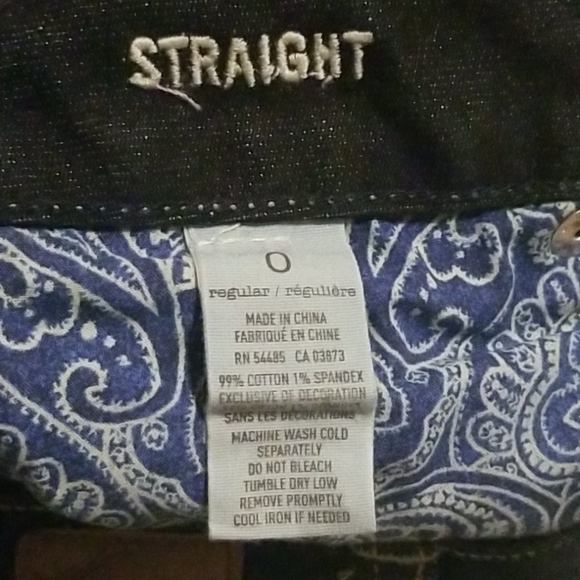 STRAIGHT
0
regular / régulière
MADE IN CHINA
FABRIQUÉ EN CHINE
RN 54485 CA 03873
99% COTTON 1% SPANDEX
EXCLUSIVE OF DECORATION
SANS LES DÉCORATIONS
MACHINE WASH COLD
SEPARATELY
DO NOT BLEACH
TUMBLE DRY LOW
REMOVE PROMPTLY
COOL IRON IF NEEDED